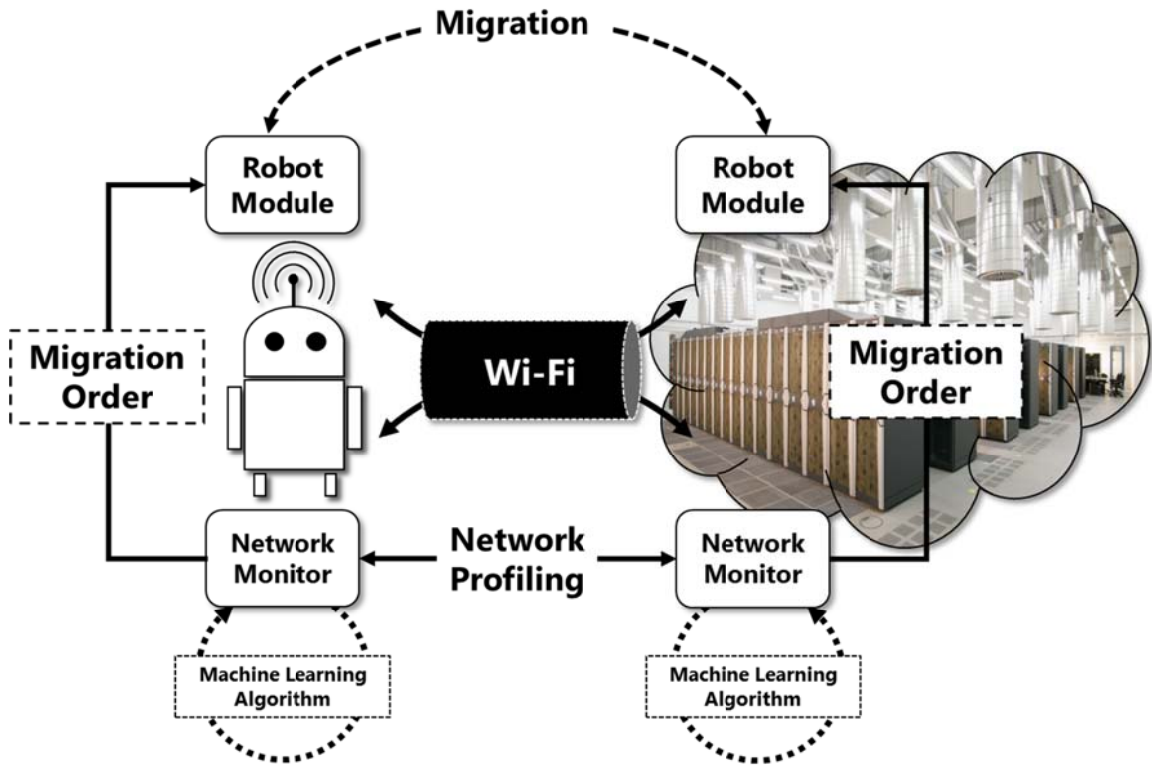 Migration
Robot
Module
Robot
Module
Migration
Order
Wi-Fi
Migration
Order
Network
Monitor
Network
Profiling
Network
Monitor
Machine Learning
Algorithm
Machine Learning
Algorithm